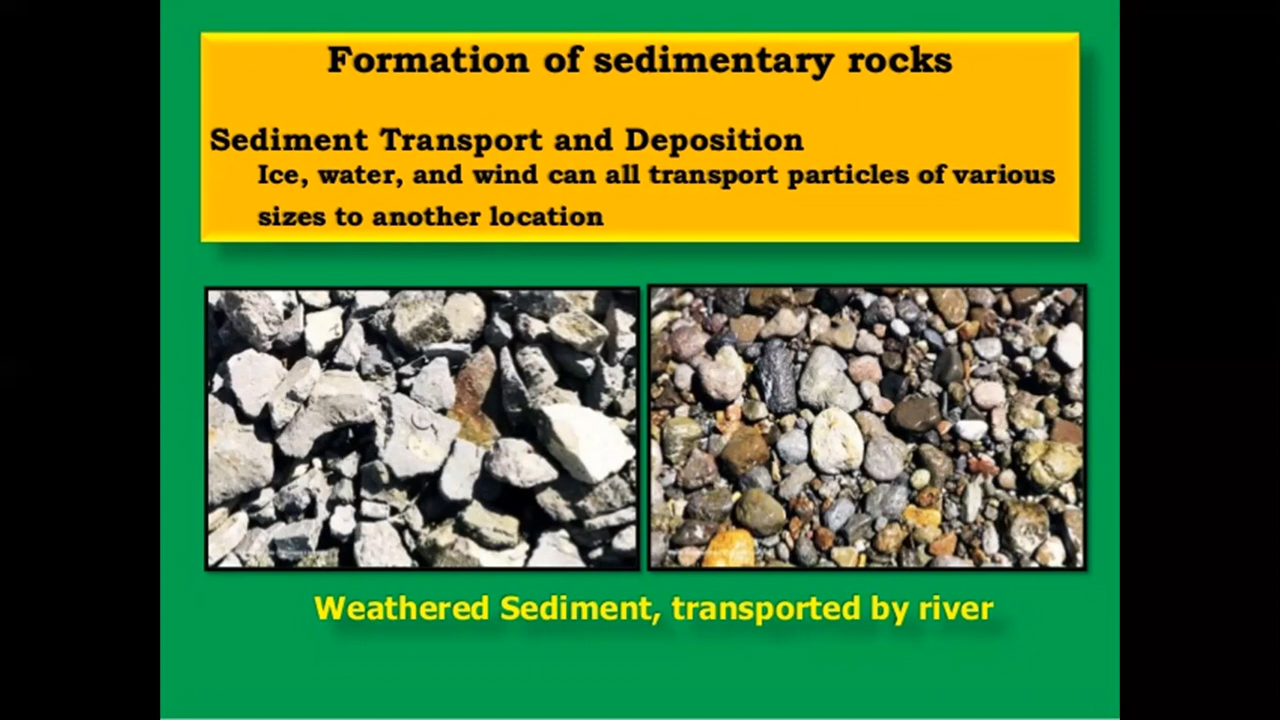 Formation of sedimentary rocks
Sediment Transport and Deposition
Ice, water, and wind can all transport particles of various
sizes to another location
Weathered Sediment, transported by river